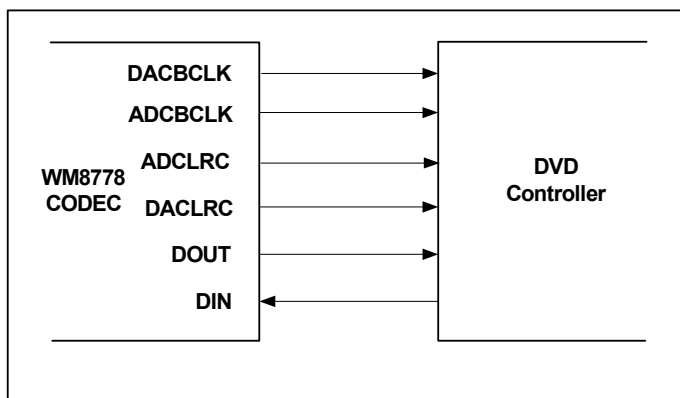 DACBCLK
ADCBCLK
ADCLRC
WM8778
CODEC
DACLRC
DOUT
DIN
DVD
Controller